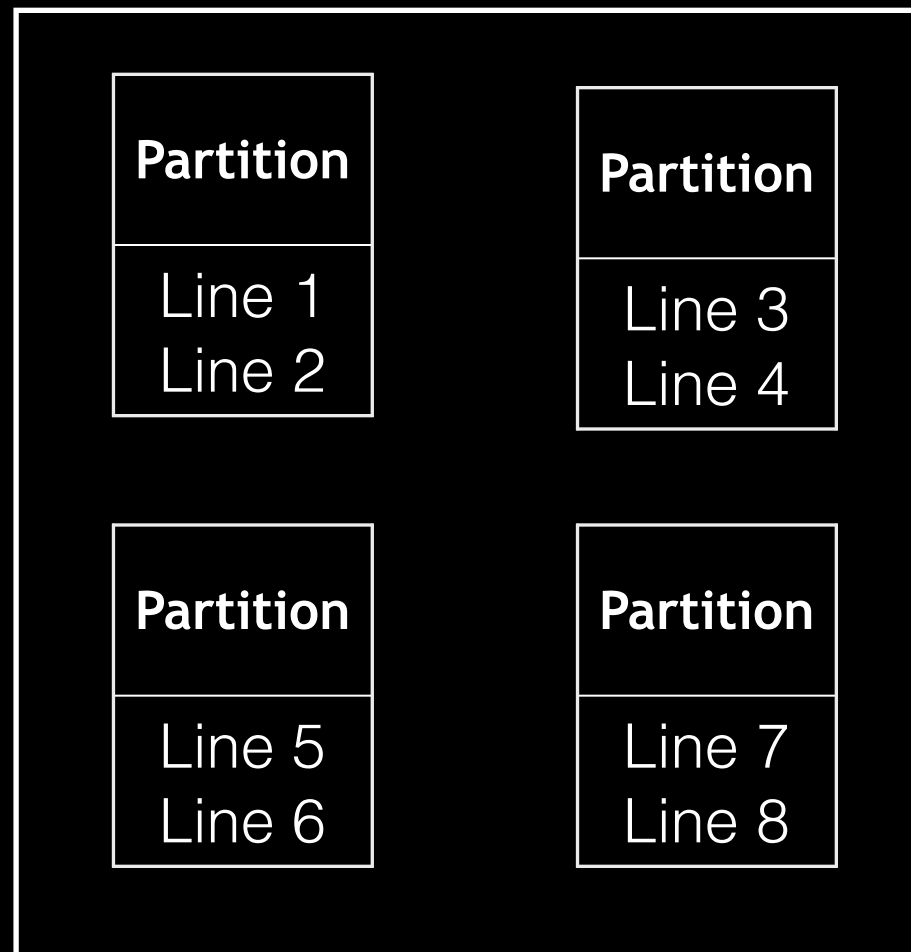 Partition
Line 1
Line 2
Partition
Line 3
Line 4
Partition
Line 5
Line 6
Partition
Line 7
Line 8